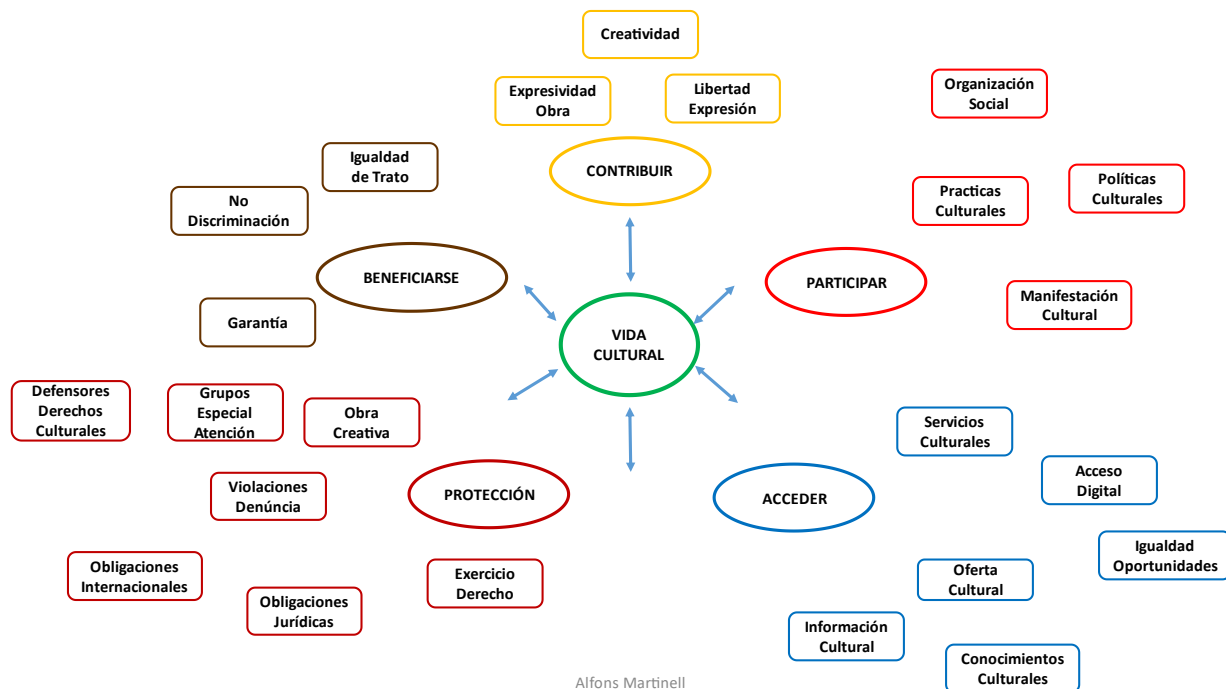 Creatividad
Expresividad
Obra
Libertad
Expresión
CONTRIBUIR
Organización
Social
Practicas
Culturales
Políticas
Culturales
PARTICIPAR
Manifestación
Cultural
Igualdad
de Trato
No
Discriminación
BENEFICIARSE
Garantía
VIDA
CULTURAL
Defensores
Derechos
Culturales
Grupos
Especial
Atención
Obra
Creativa
Violaciones
Denúncia
PROTECCIÓN
Obligaciones
Internacionales
Obligaciones
Jurídicas
Exercicio
Derecho
Servicios
Culturales
ACCEDER
Acceso
Digital
Igualdad
Oportunidades
Oferta
Cultural
Información
Cultural
Conocimientos
Culturales
Alfons Martinell